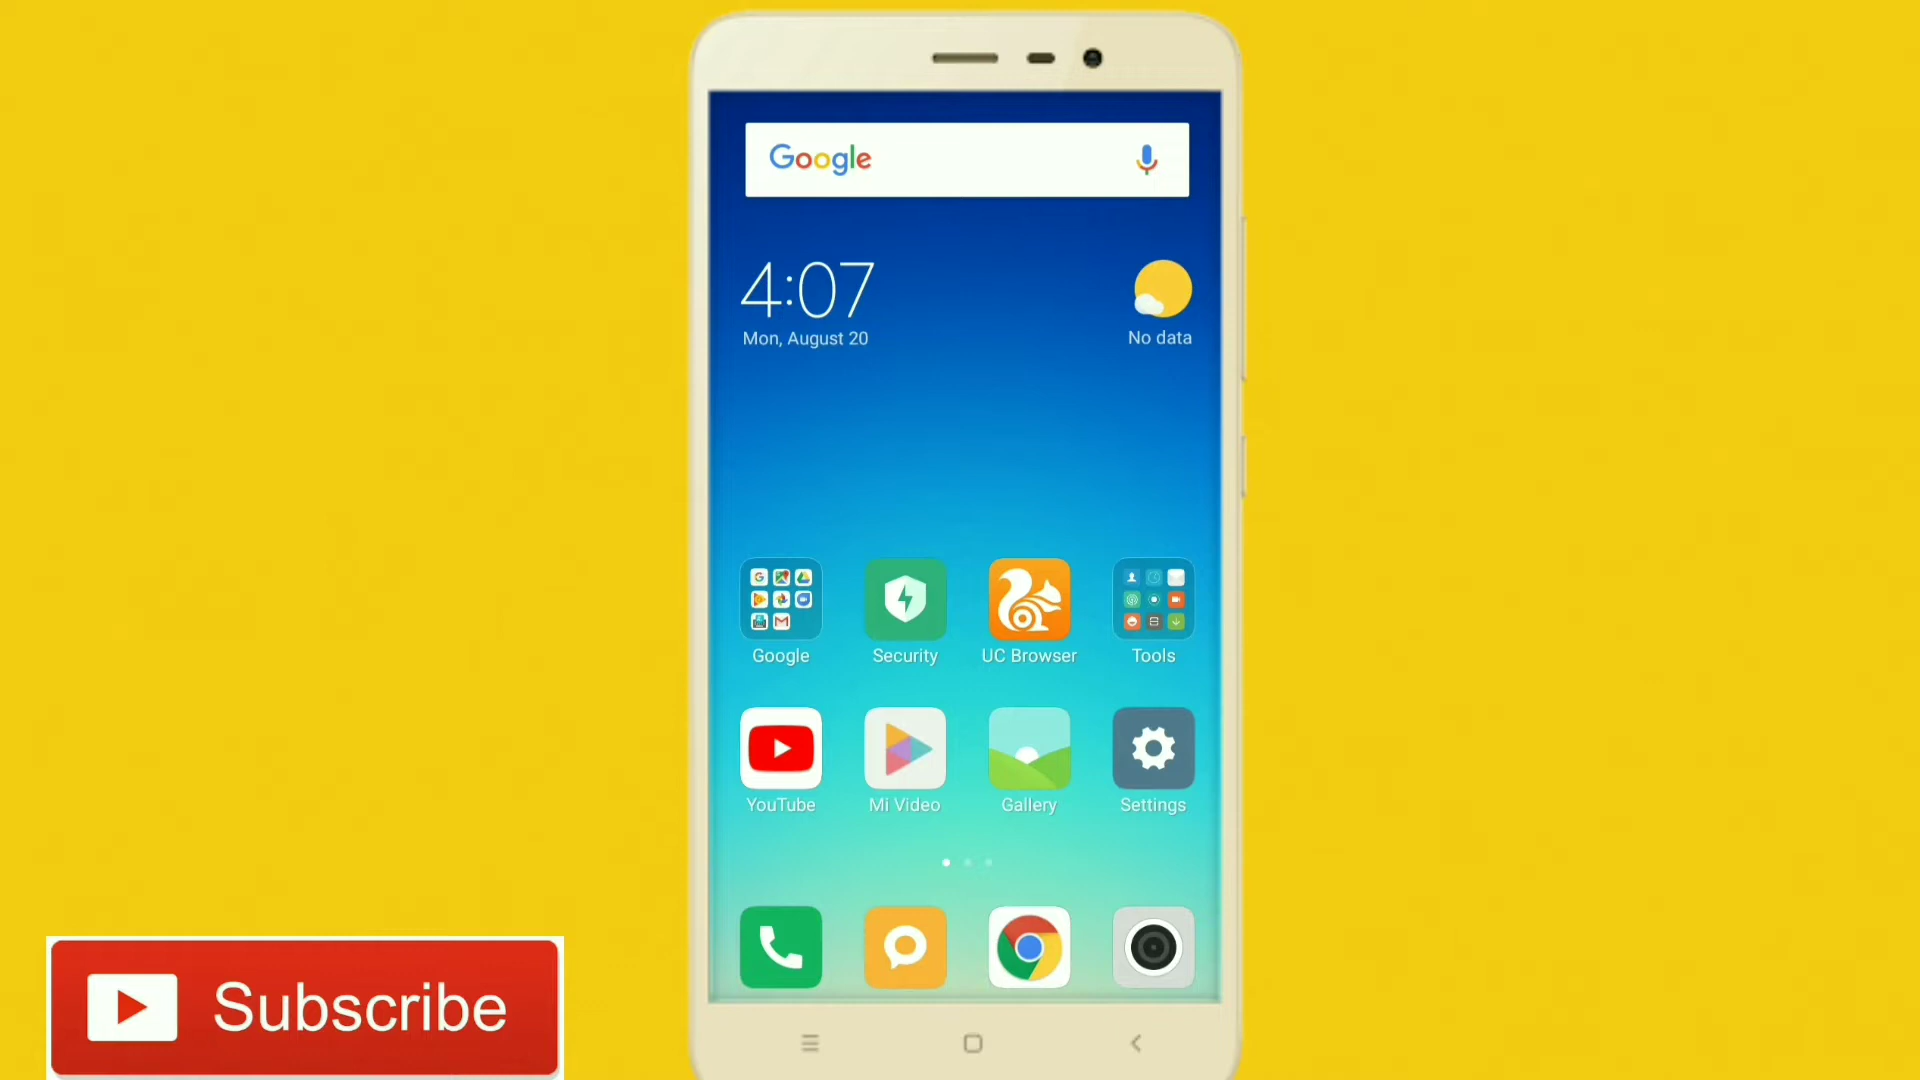 Google
4:07
Mon, August 20
No data
Google
Security
UC Browser
Tools
YouTube
Mi Video
Gallery
Settings
Subscribe